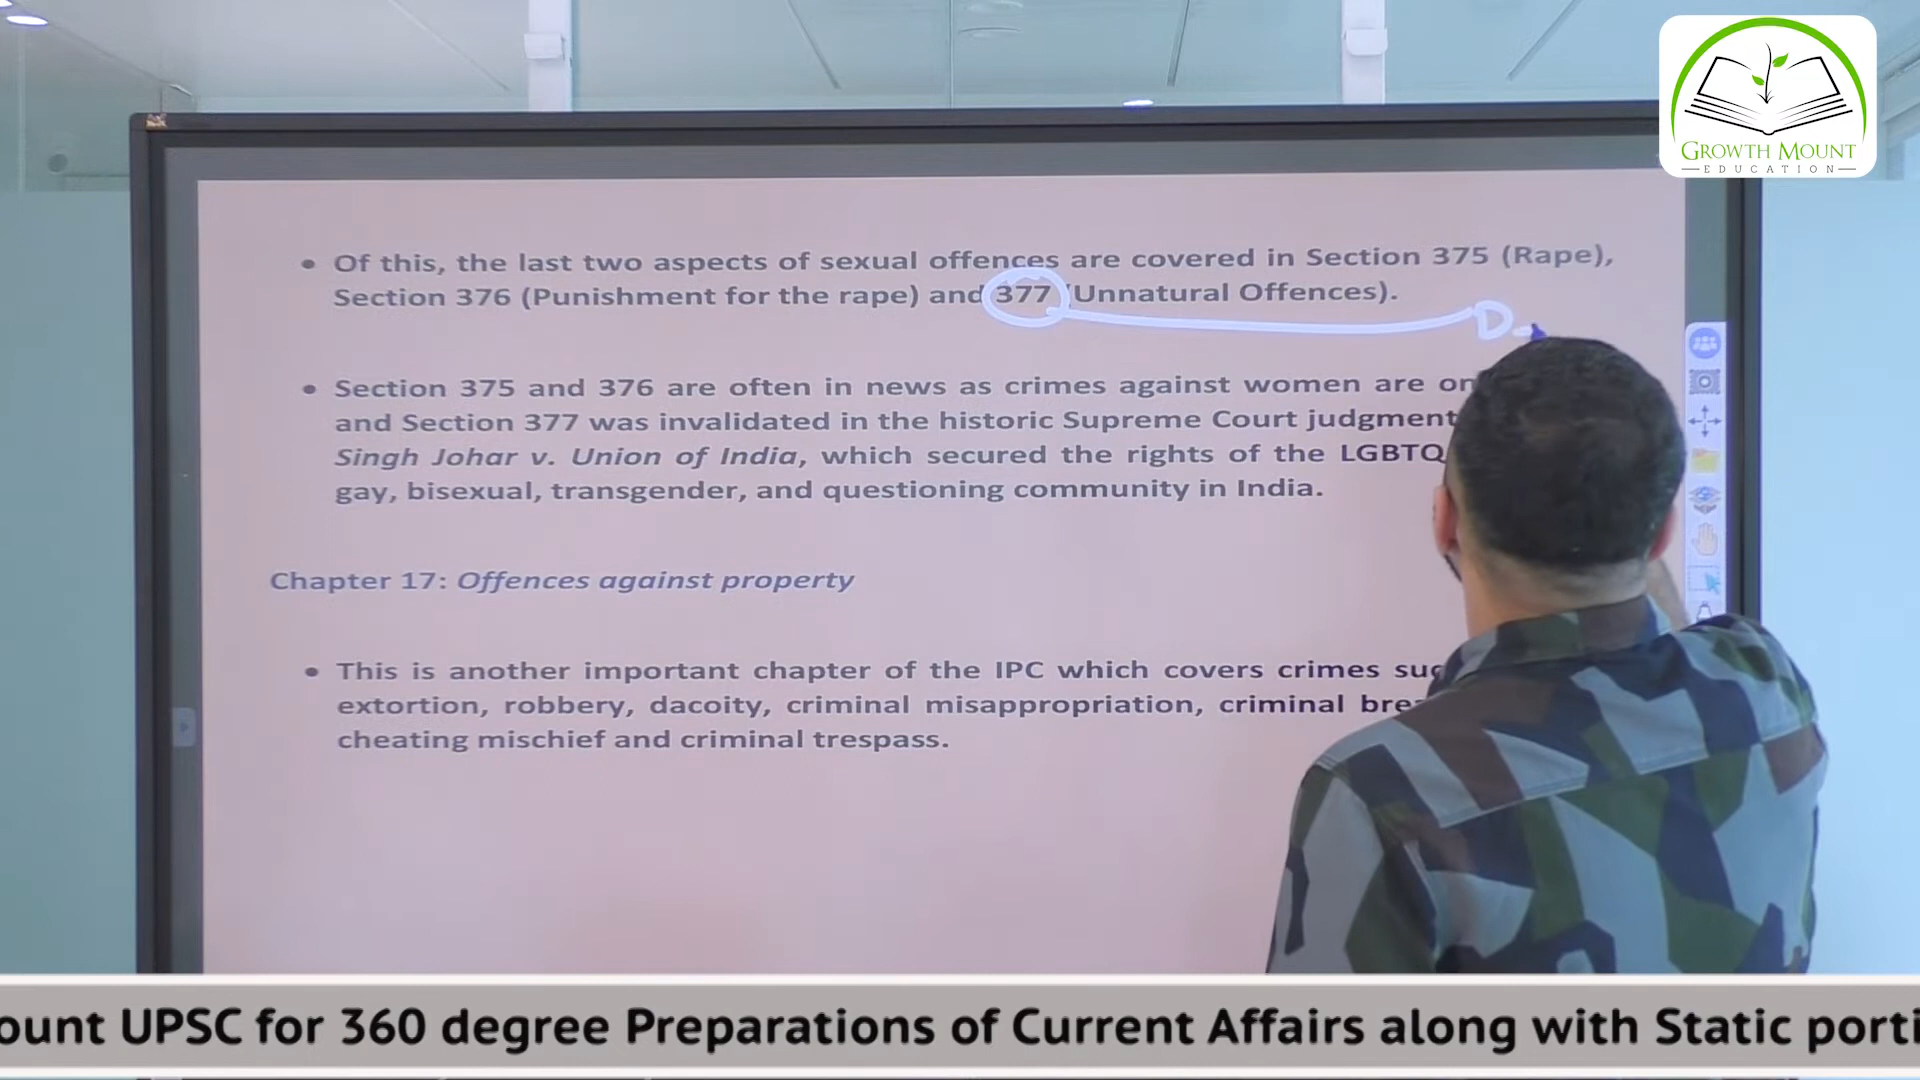 GROWTH MOUNT
EDUCATION
• Of this, the last two aspects of sexual offences are covered in Section 375 (Rape),
Section 376 (Punishment for the rape) and 377 (Unnatural Offences).
D
• Section 375 and 376 are often in news as crimes against women are
and Section 377 was invalidated in the historic Supreme Court judgment
Singh Johar v. Union of India, which secured the rights of the LGBTQ
gay, bisexual, transgender, and questioning community in India.
Chapter 17: Offences against property
• This is another important chapter of the IPC which covers crimes
extortion, robbery, dacoity, criminal misappropriation, criminal
cheating mischief and criminal trespass.
UPSC for 360 degree Preparations of Current Affairs along with Static